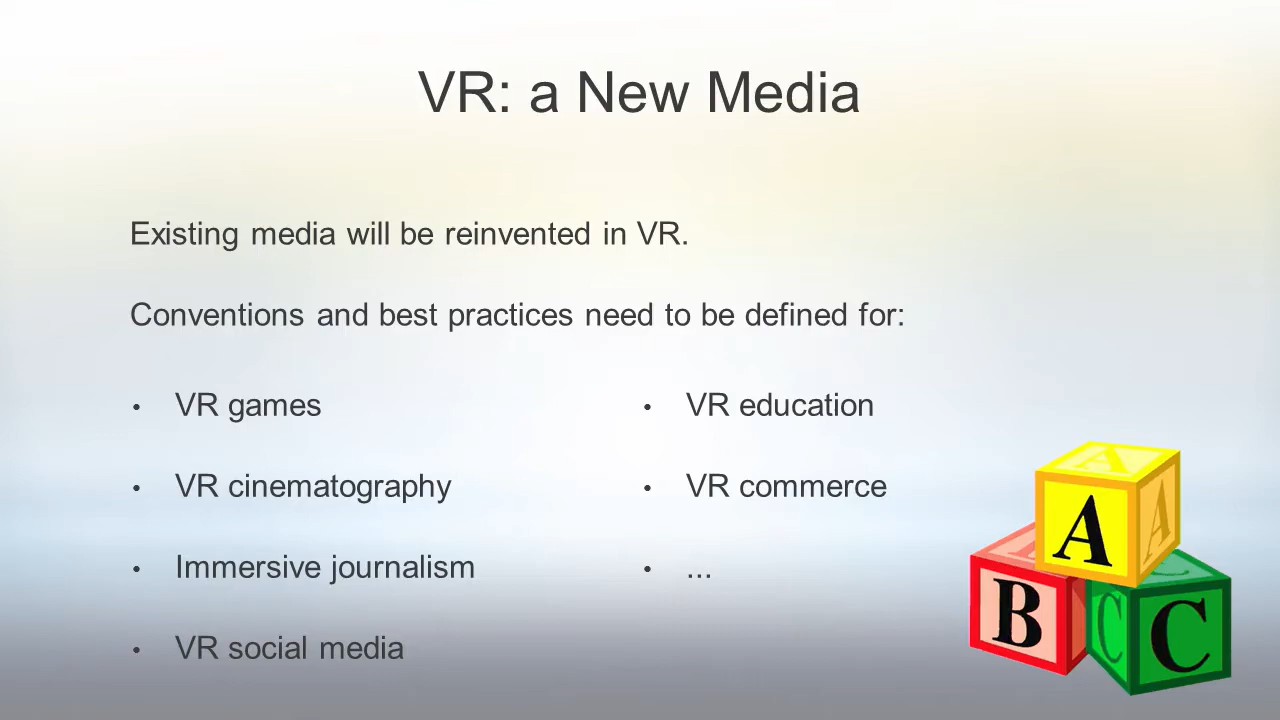 VR: a New Media
Existing media will be reinvented in VR.
Conventions and best practices need to be defined for:
• VR games
• VR cinematography
• Immersive journalism
• VR social media
• VR education
• VR commerce
• ...
A
A
A
B
C
C